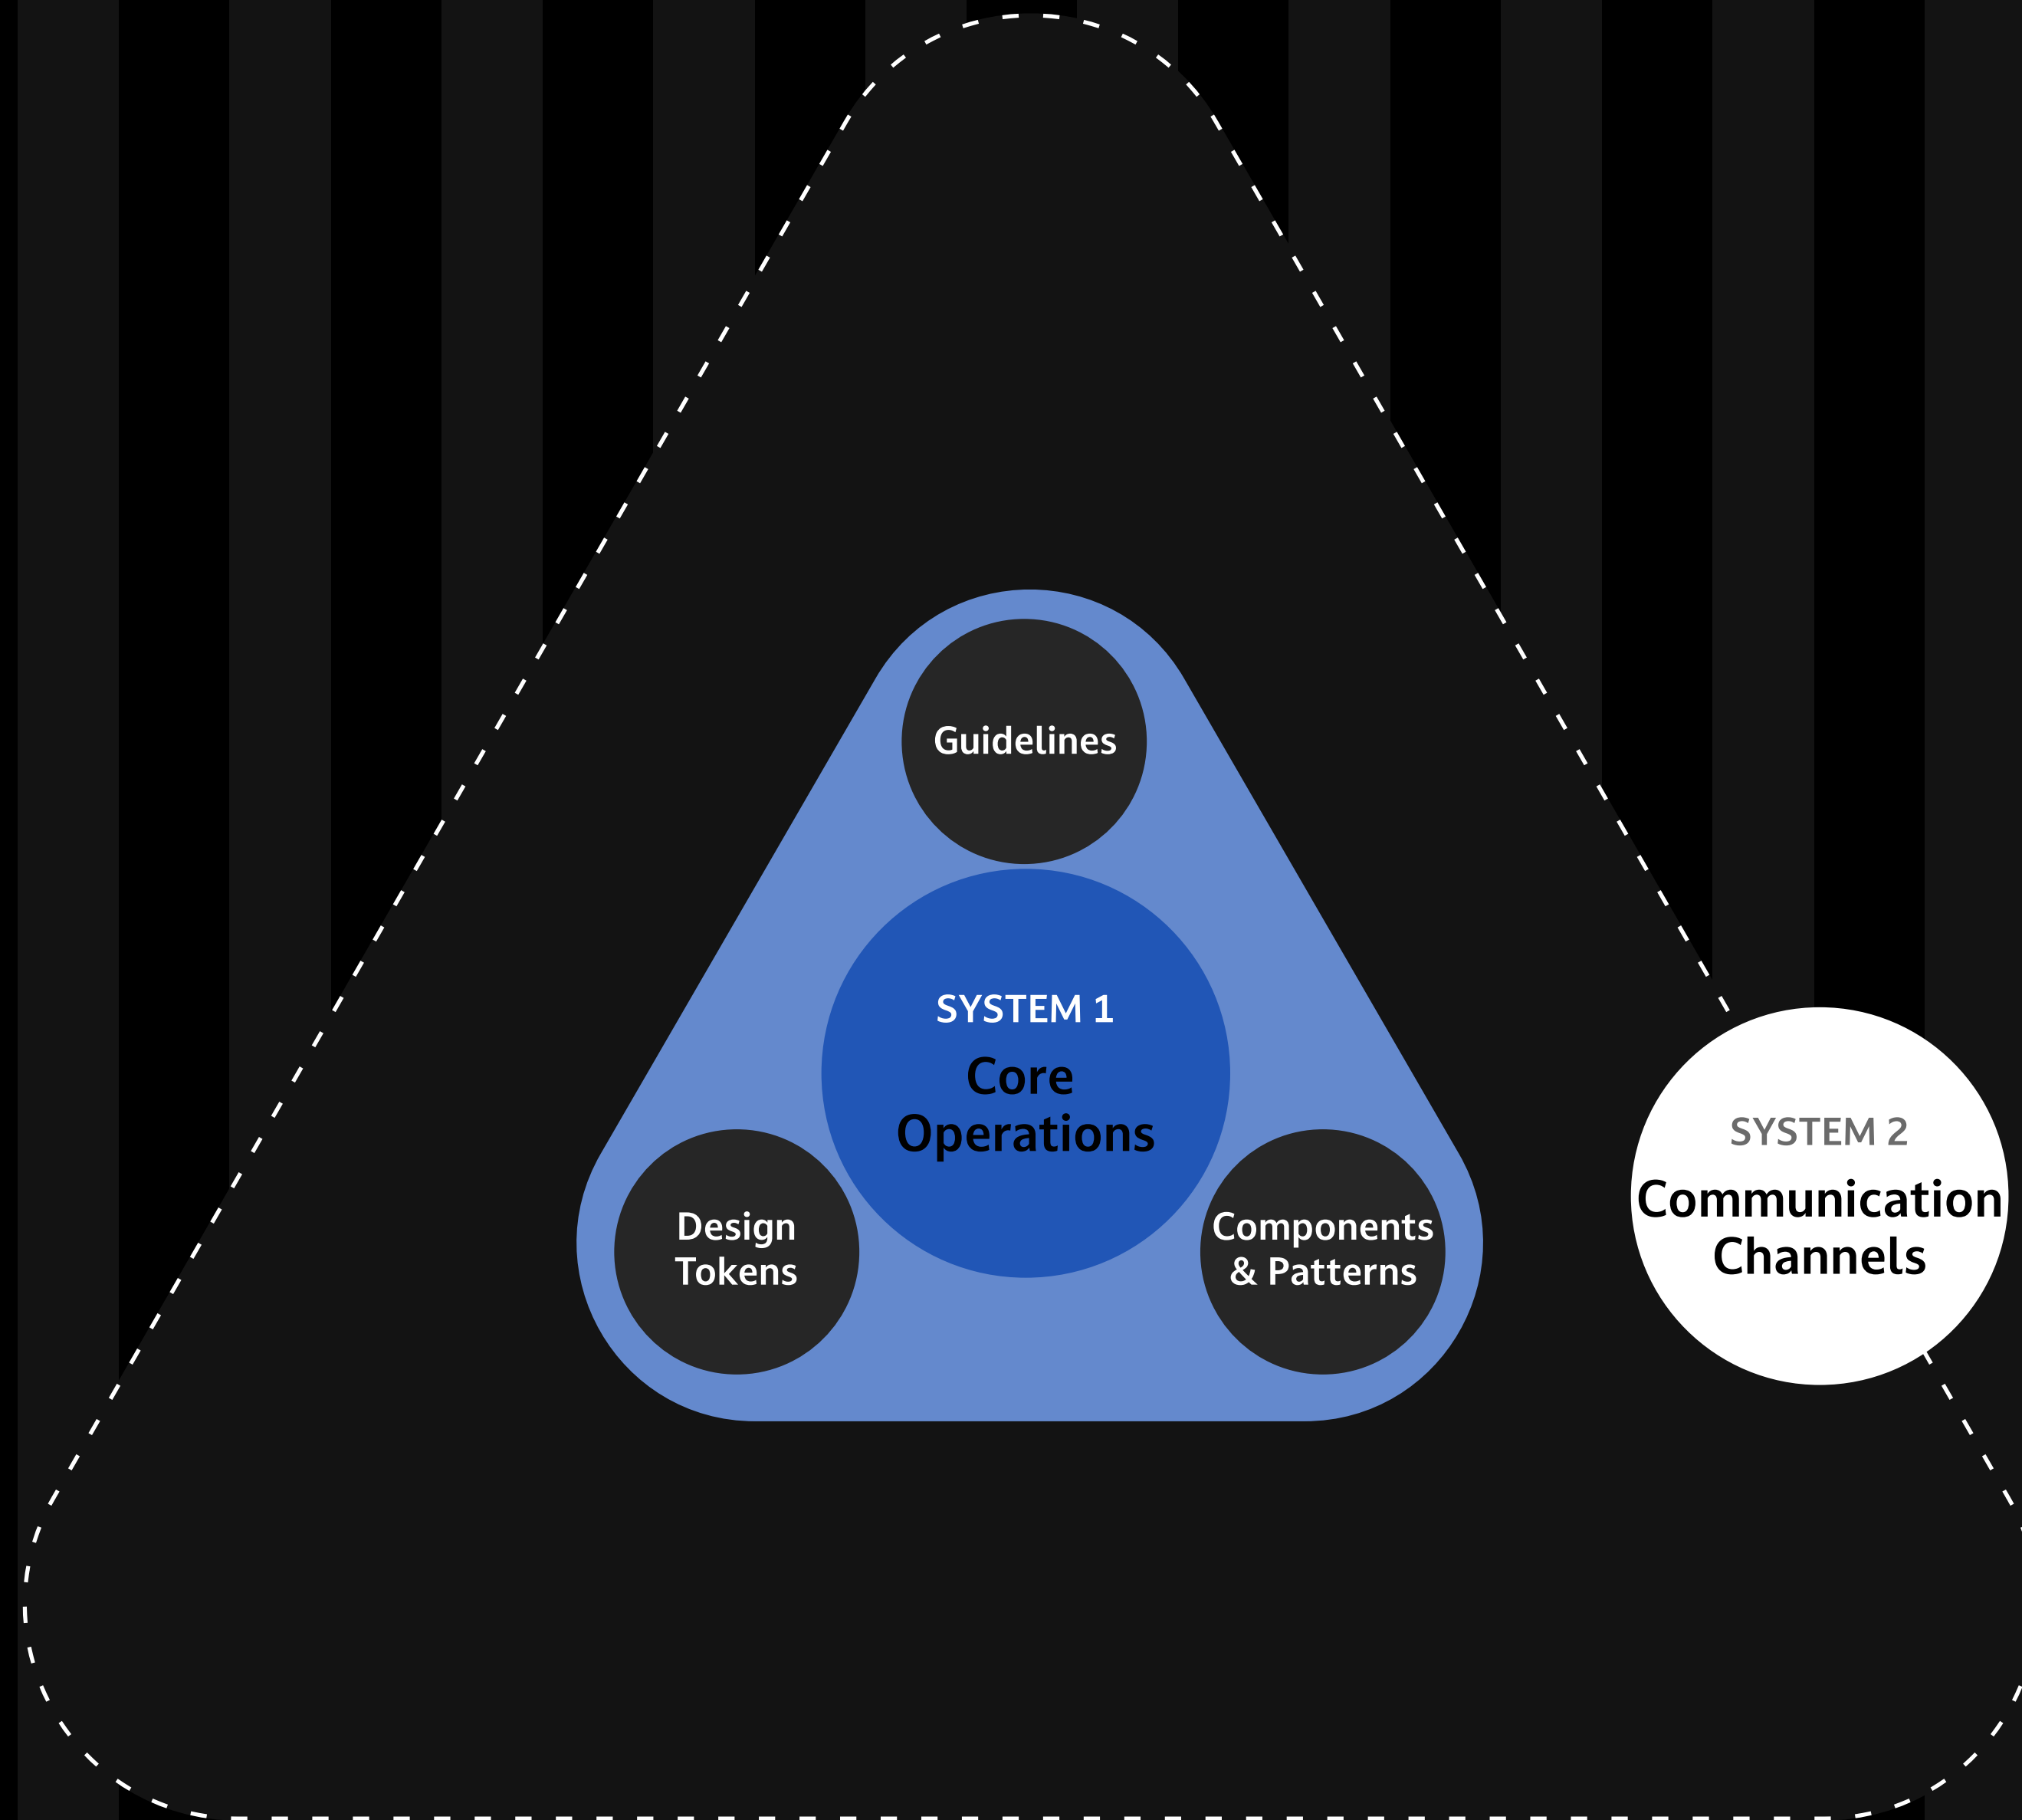 Guidelines
SYSTEM 1
Core
Operations
Design
Tokens
Components
& Patterns
SYSTEM 2
Communication
Channels